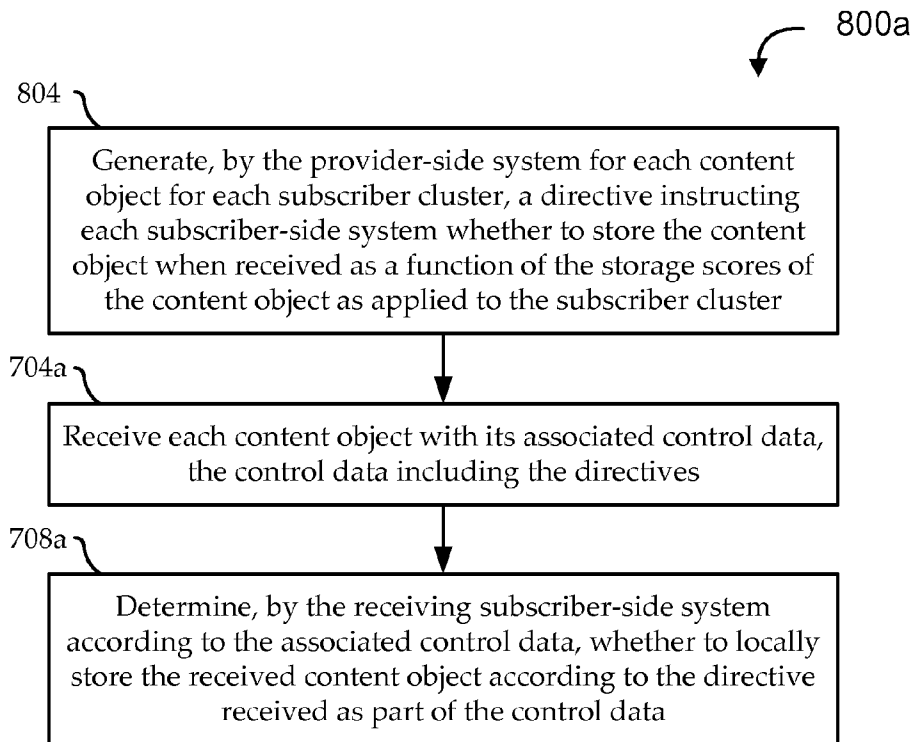 800a
804
Generate, by the provider-side system for each content
object for each subscriber cluster, a directive instructing
each subscriber-side system whether to store the content
object when received as a function of the storage scores of
the content object as applied to the subscriber cluster
704a
Receive each content object with its associated control data,
the control data including the directives
708a
Determine, by the receiving subscriber-side system
according to the associated control data, whether to locally
store the received content object according to the directive
received as part of the control data